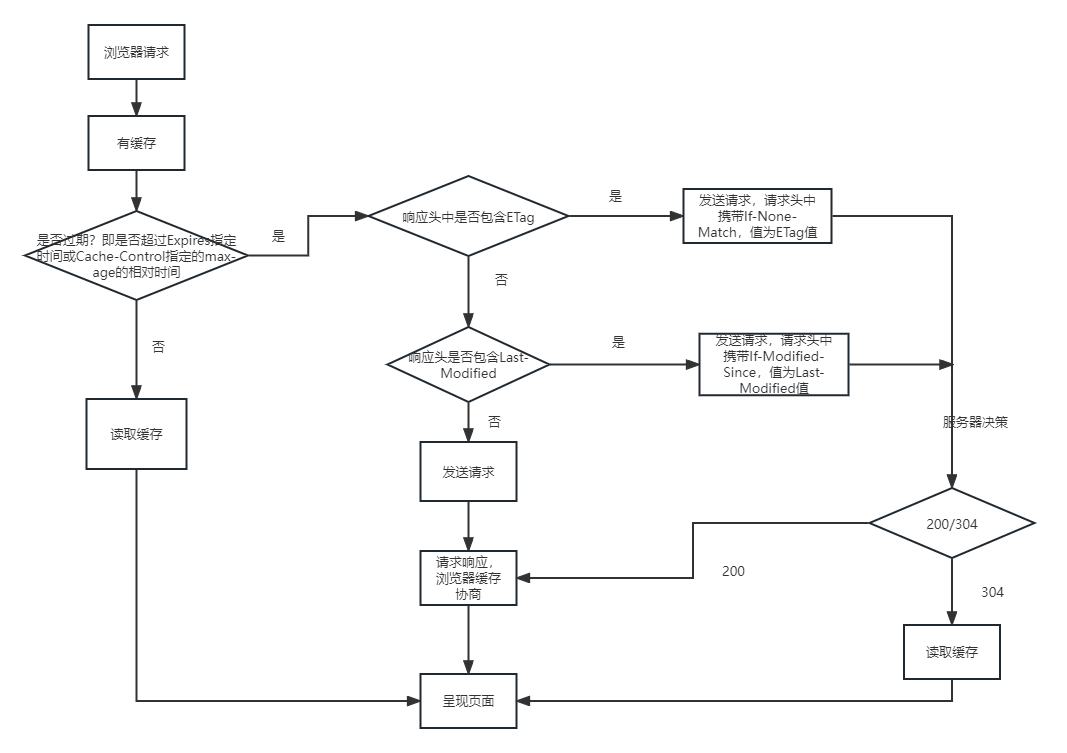 浏览器请求
有缓存
是否过期？即是否超过Expires指定
时间或Cache-Control指定的max-
age的相对时间
是
否
读取缓存
响应头中是否包含ETag
是
发送请求，请求头中
携带If-None-
Match，值为ETag值
否
响应头是否包含Last-
Modified
是
发送请求，请求头中
携带If-Modified-
Since，值为Last-
Modified值
否
发送请求
服务器决策
200/304
200
请求响应，
浏览器缓存
协商
304
读取缓存
呈现页面